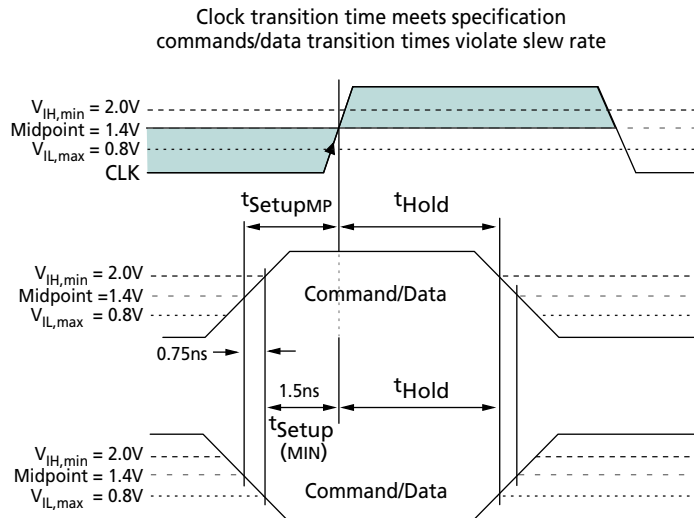 Clock transition time meets specification
commands/data transition times violate slew rate
VIH,min = 2.0V
Midpoint = 1.4V
VIL,max = 0.8V
CLK
tSetupMP
tHold
VIH,min = 2.0V
Midpoint =1.4V
VIL,max = 0.8V
Command/Data
0.75ns
1.5ns
tHold
tSetup
(MIN)
VIH,min = 2.0V
Midpoint = 1.4V
VIL,max = 0.8V
Command/Data